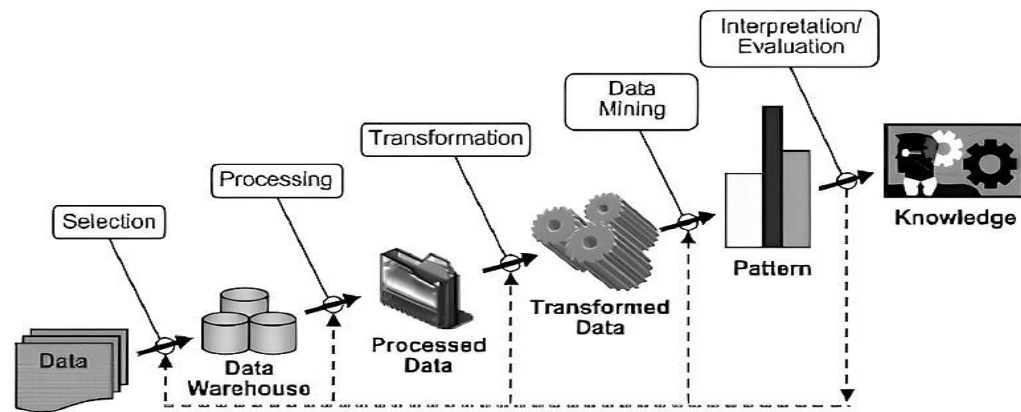 Interpretation/
Evaluation
Data
Mining
Transformation
Processing
Selection
Knowledge
Pattern
Transformed
Data
Processed
Data
Data
Warehouse
Data